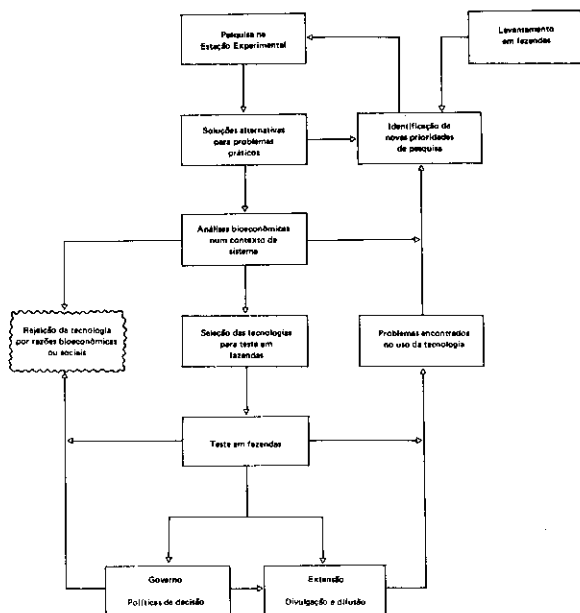 Pesquisa na
Estação Experimental
Levantamento
em fazendas
Soluções alternativas
para problemas
práticos
Identificação de
novas prioridades
de pesquisa
Análises bioeconômicas
num contexto de
sistema
Rejeição da tecnologia
por razões bioeconômicas
ou sociais
Seleção das tecnologias
para teste em
fazendas
Problemas encontrados
no uso da tecnologia
Teste em fazendas
Governo
Políticas de decisão
Extensão
Divulgação e difusão